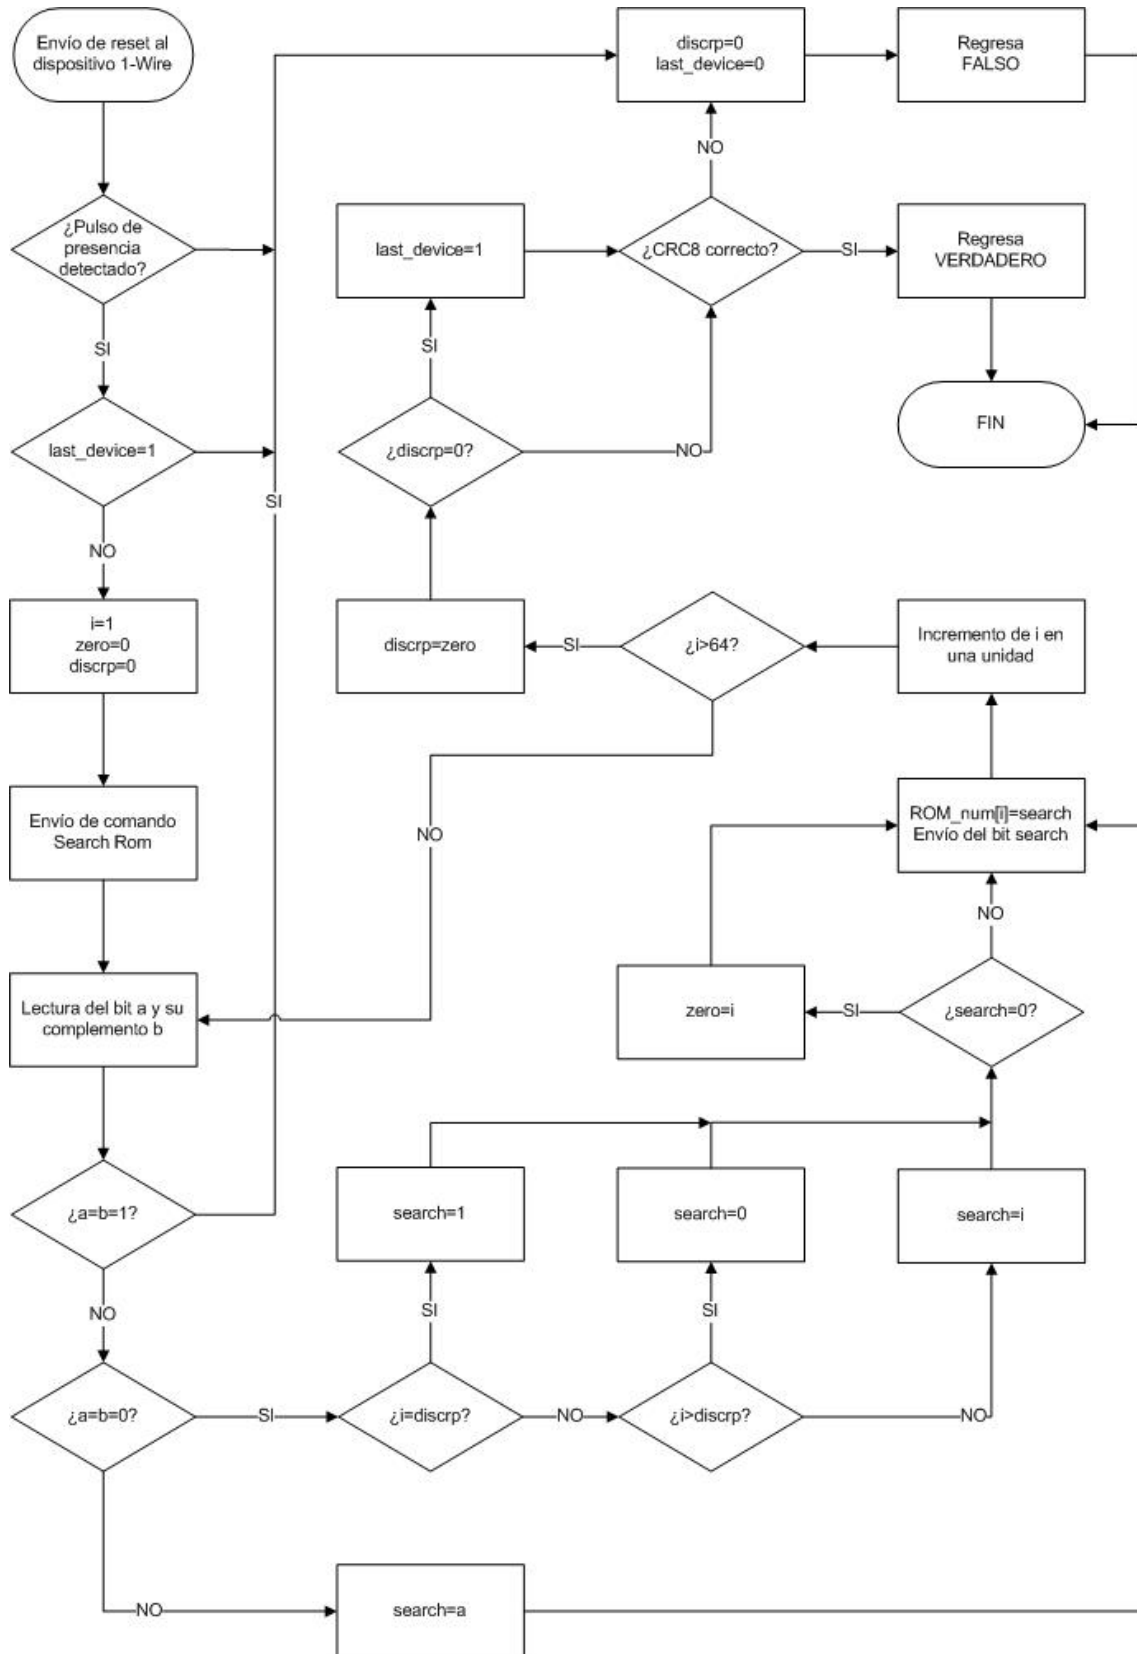 Envío de reset al
dispositivo 1-Wire
discrp=0
last_device=0
Regresa
FALSO
NO
¿Pulso de
presencia
detectado?
last_device=1
¿CRC8 correcto?
SI
Regresa
VERDADERO
SI
SI
last_device=1
¿discrp=0?
NO
FIN
SI
NO
i=1
zero=0
discrp=0
discrp=zero
SI
¿i>64?
Incremento de i en
una unidad
Envío de comando
Search Rom
NO
ROM_num[i]=search
Envío del bit search
NO
Lectura del bit a y su
complemento b
zero=i
SI
¿search=0?
¿a=b=1?
search=1
search=0
search=i
NO
SI
SI
¿a=b=0?
SI
¿i=discrp?
NO
¿i>discrp?
NO
NO
search=a